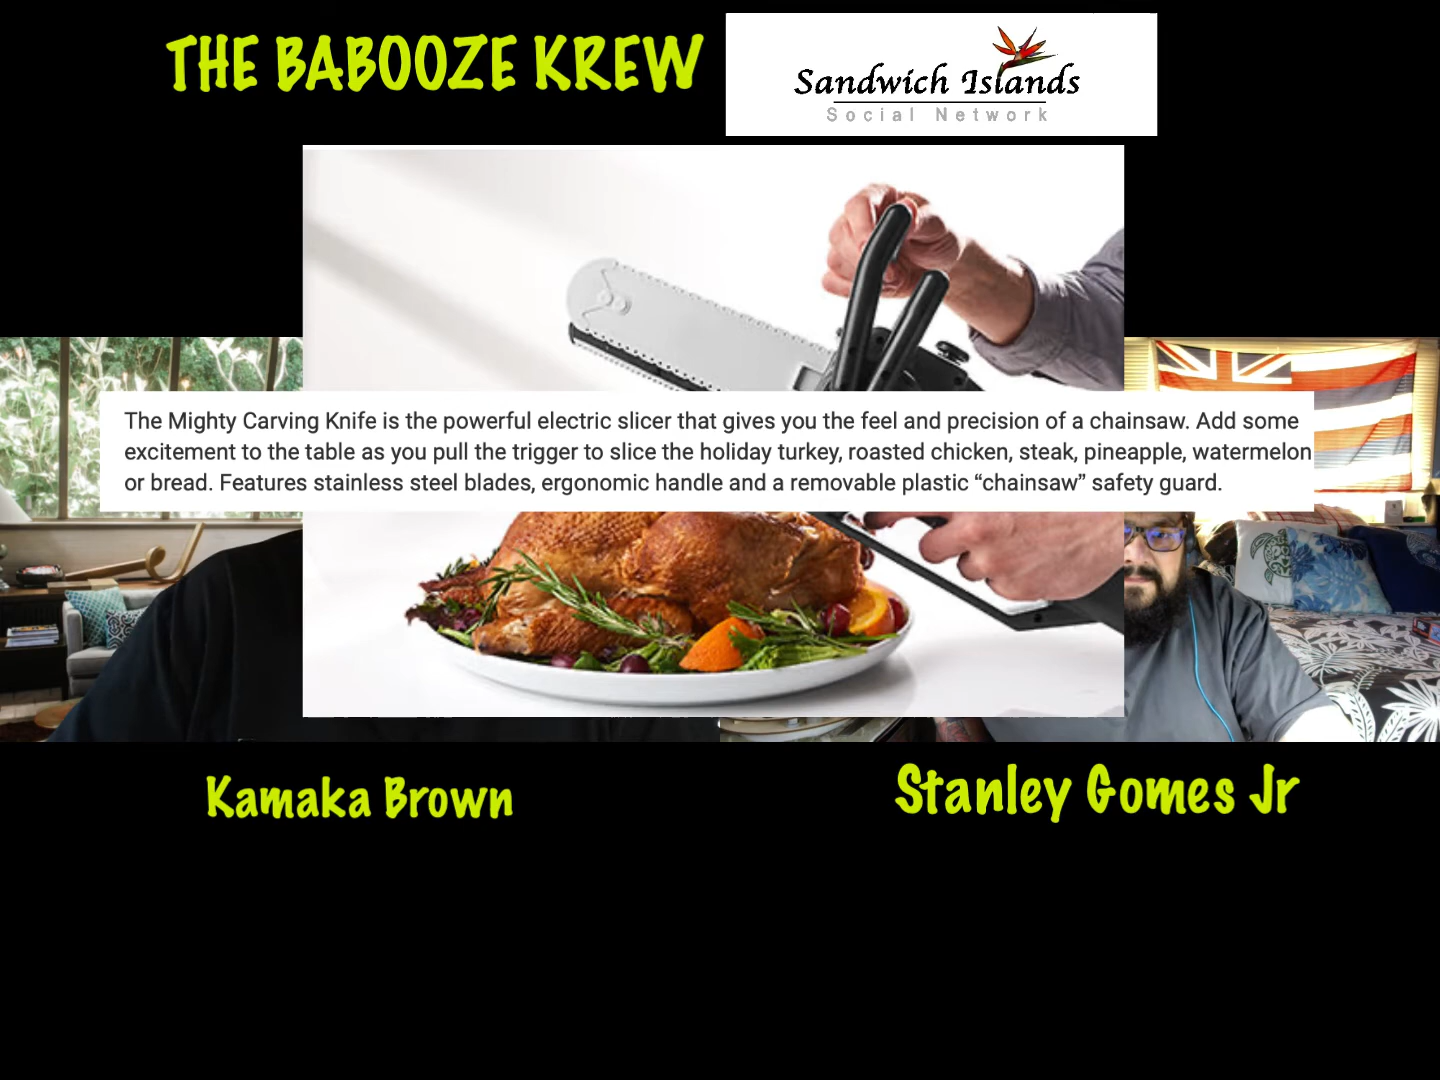 THE BABOOZE KREW
Sandwich Islands
Social Network
The Mighty Carving Knife is the powerful electric slicer that gives you the feel and precision of a chainsaw. Add some
excitement to the table as you pull the trigger to slice the holiday turkey, roasted chicken, steak, pineapple, watermelon
or bread. Features stainless steel blades, ergonomic handle and a removable plastic “chainsaw” safety guard.
Kamaka Brown
Stanley Gomes Jr